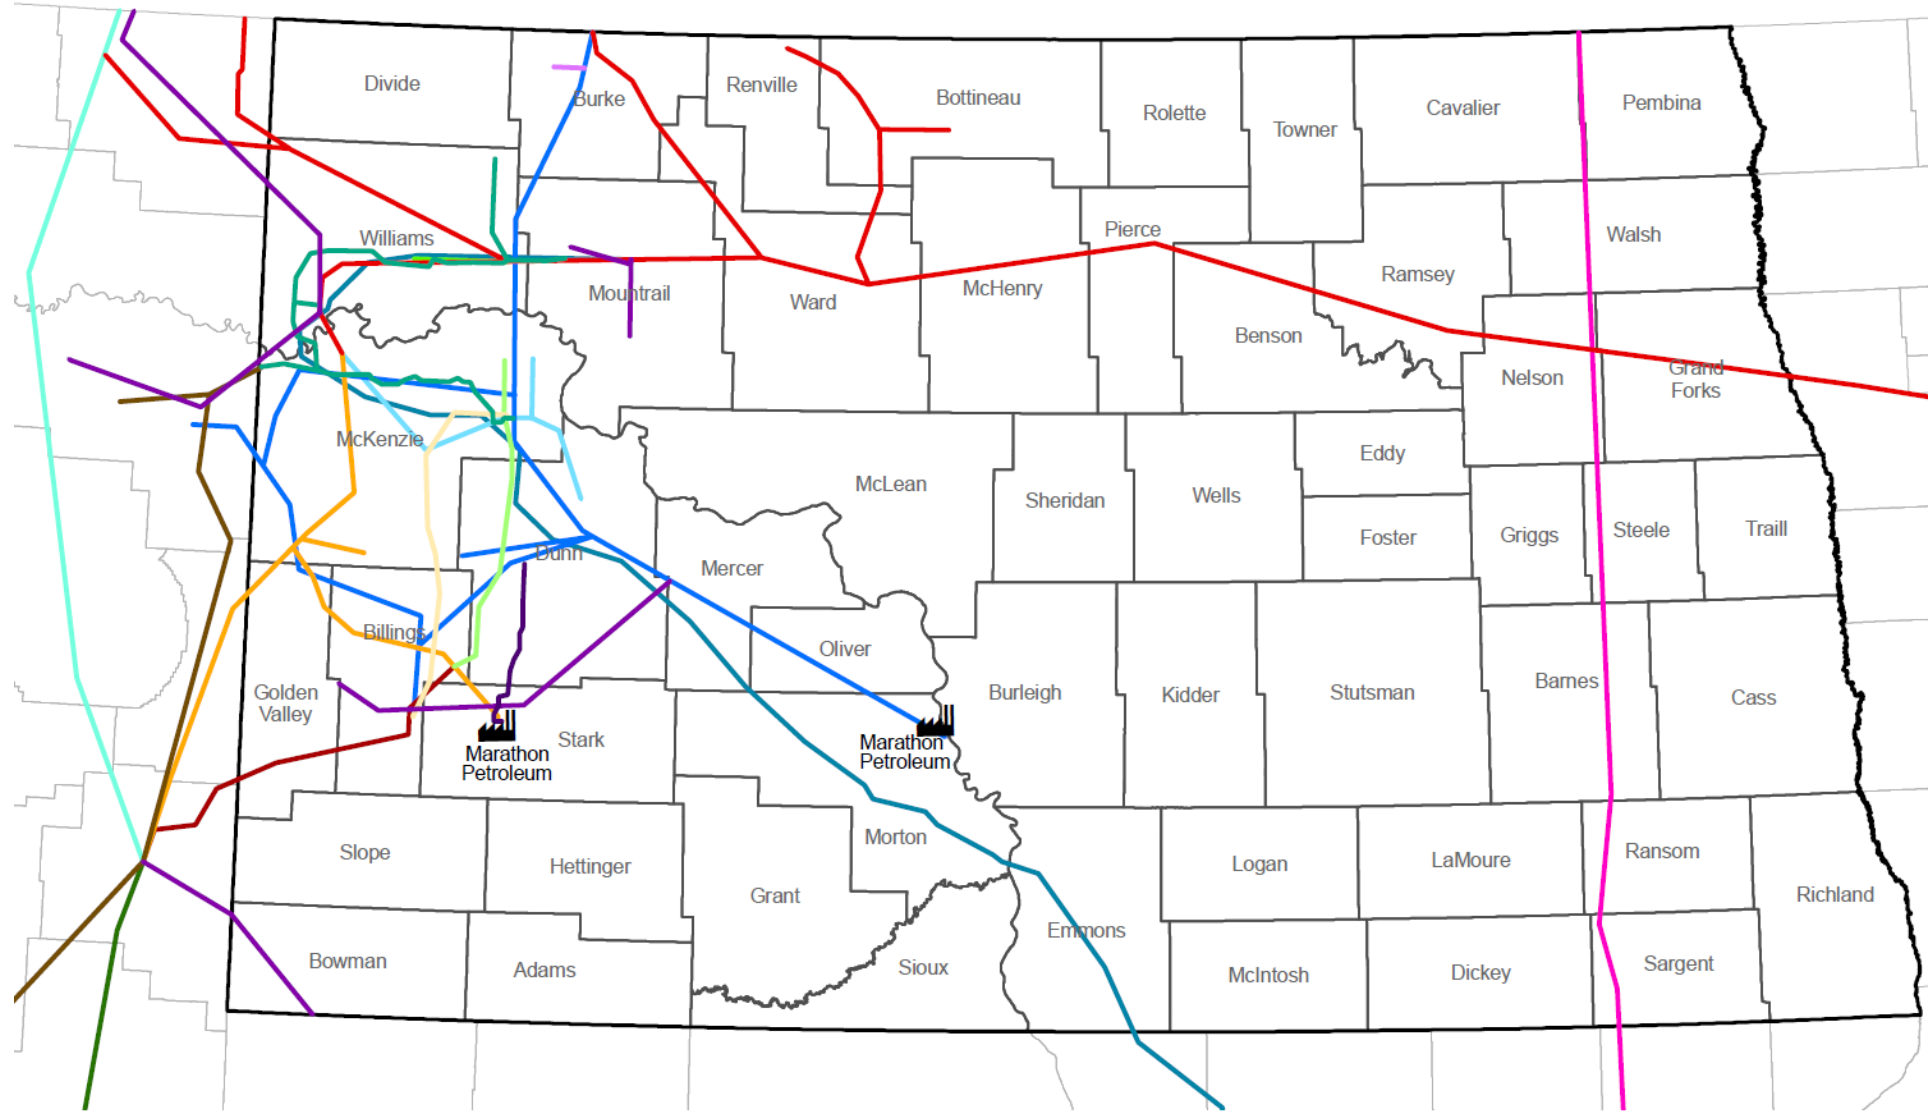 Divide
Burke
Renville
Bottineau
Rolette
Towner
Cavalier
Pembina
Williams
Mountrail
Ward
McHenry
Pierce
Benson
Ramsey
Walsh
Nelson
Grand
Forks
McKenzie
McLean
Sheridan
Wells
Eddy
Foster
Griggs
Steele
Traill
Dunn
Mercer
Oliver
Billings
Golden
Valley
Stark
Marathon
Petroleum
Marathon
Petroleum
Burleigh
Kidder
Stutsman
Barnes
Cass
Slope
Hettinger
Grant
Morton
Logan
LaMoure
Ransom
Richland
Bowman
Adams
Sioux
Emmons
McIntosh
Dickey
Sargent